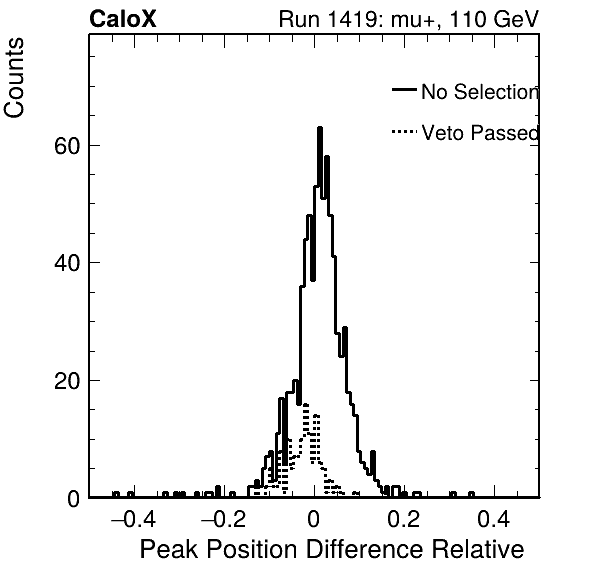 CaloX Run 1419: mu+, 110 GeV
Counts
No Selection
Veto Passed
60
40
20
0
−0.4 −0.2 0 0.2 0.4
Peak Position Difference Relative